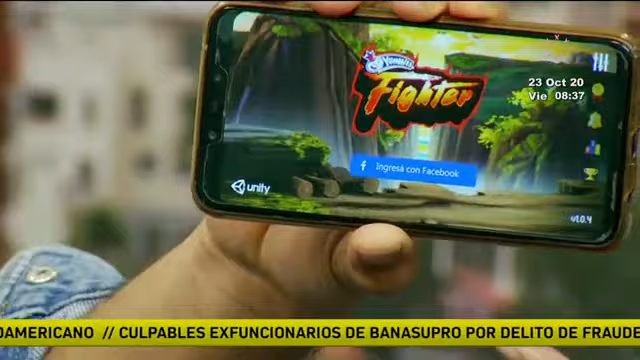 Fighter
23 Oct 20
Vie 08:37
Ingresá con Facebook
unity
v1.0.4
OAMERICANO // CULPABLES EXFUNCIONARIOS DE BANASUPRO POR DELITO DE FRAUDE